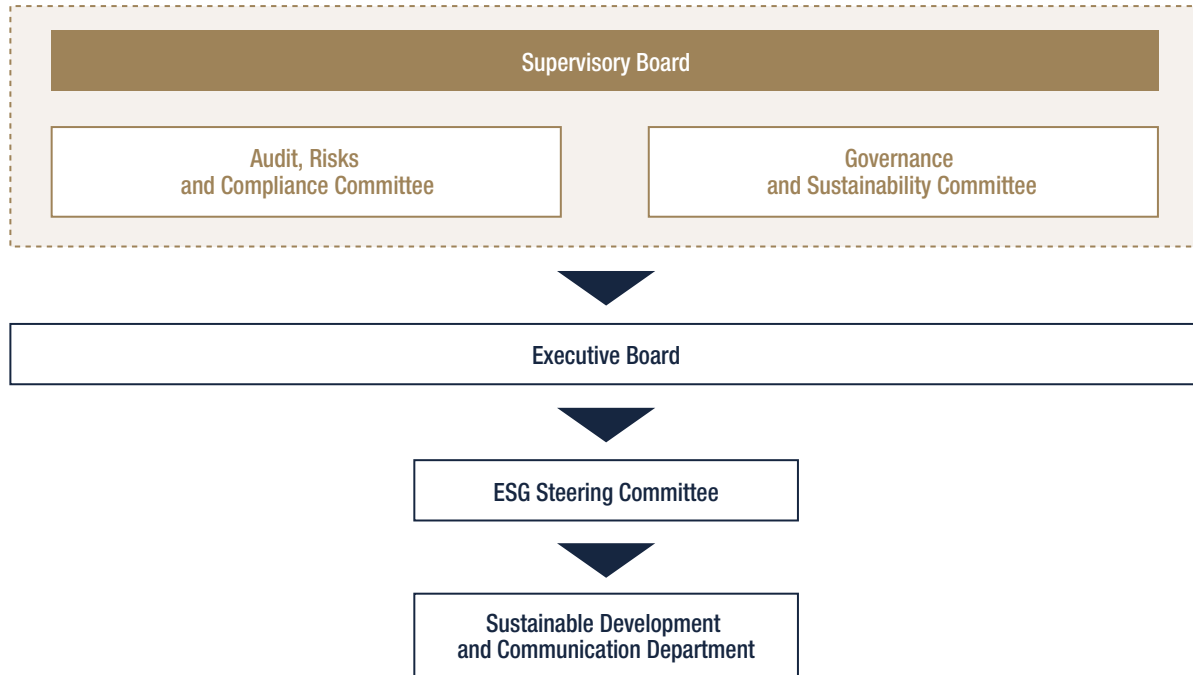 Supervisory Board
Audit, Risks
and Compliance Committee
Governance
and Sustainability Committee
Executive Board
ESG Steering Committee
Sustainable Development
and Communication Department